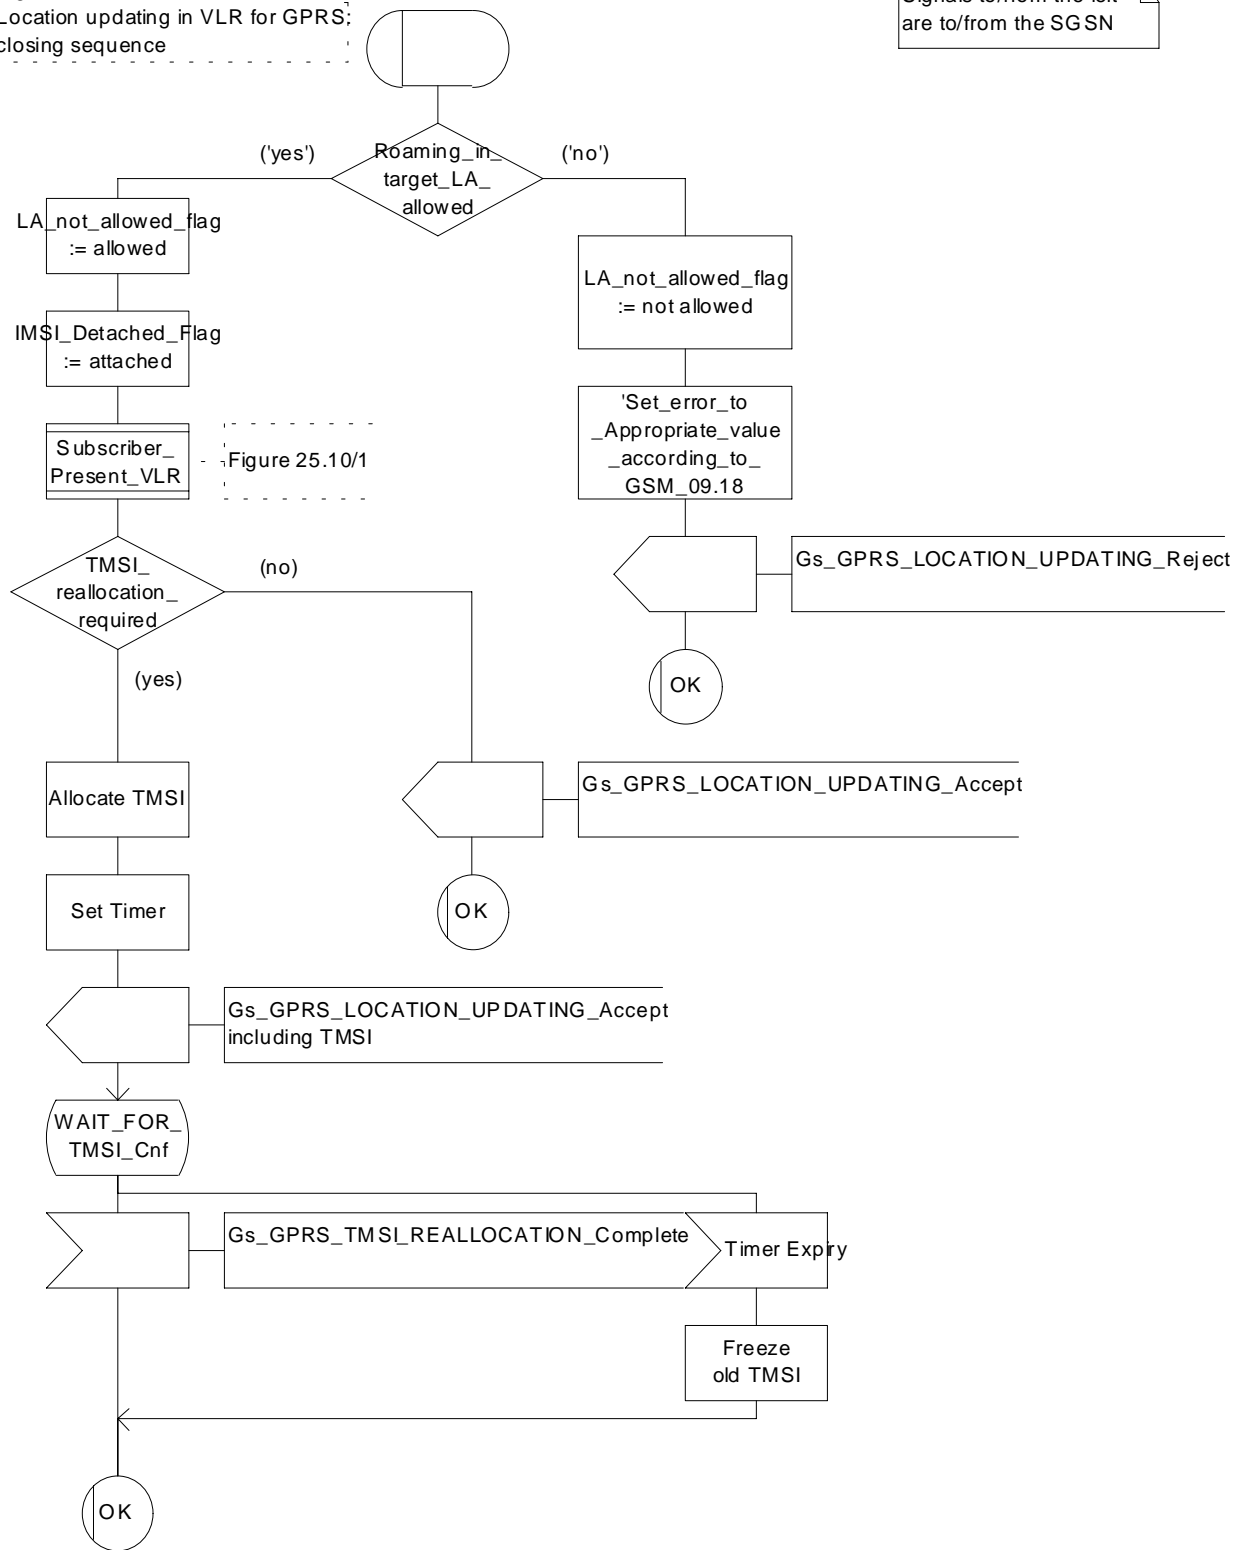 Location updating in VLR for GPRS;
closing sequence
are to/from the SGSN
('yes')
Roaming_in_
target_LA_
allowed
('no')
LA_not_allowed_flag
:= allowed
LA_not_allowed_flag
:= not allowed
IMSI_Detached_Flag
:= attached
'Set_error_to
_Appropriate_value
_according_to_
GSM_09.18
Subscriber_
Present_VLR
Figure 25.10/1
Gs_GPRS_LOCATION_UPDATING_Reject
TMSI_
reallocation_
required
(no)
(yes)
OK
Allocate TMSI
Gs_GPRS_LOCATION_UPDATING_Accept
Set Timer
OK
Gs_GPRS_LOCATION_UPDATING_Accept
including TMSI
WAIT_FOR_
TMSI_Cnf
Gs_GPRS_TMSI_REALLOCATION_Complete
Timer Expiry
Freeze
old TMSI
OK